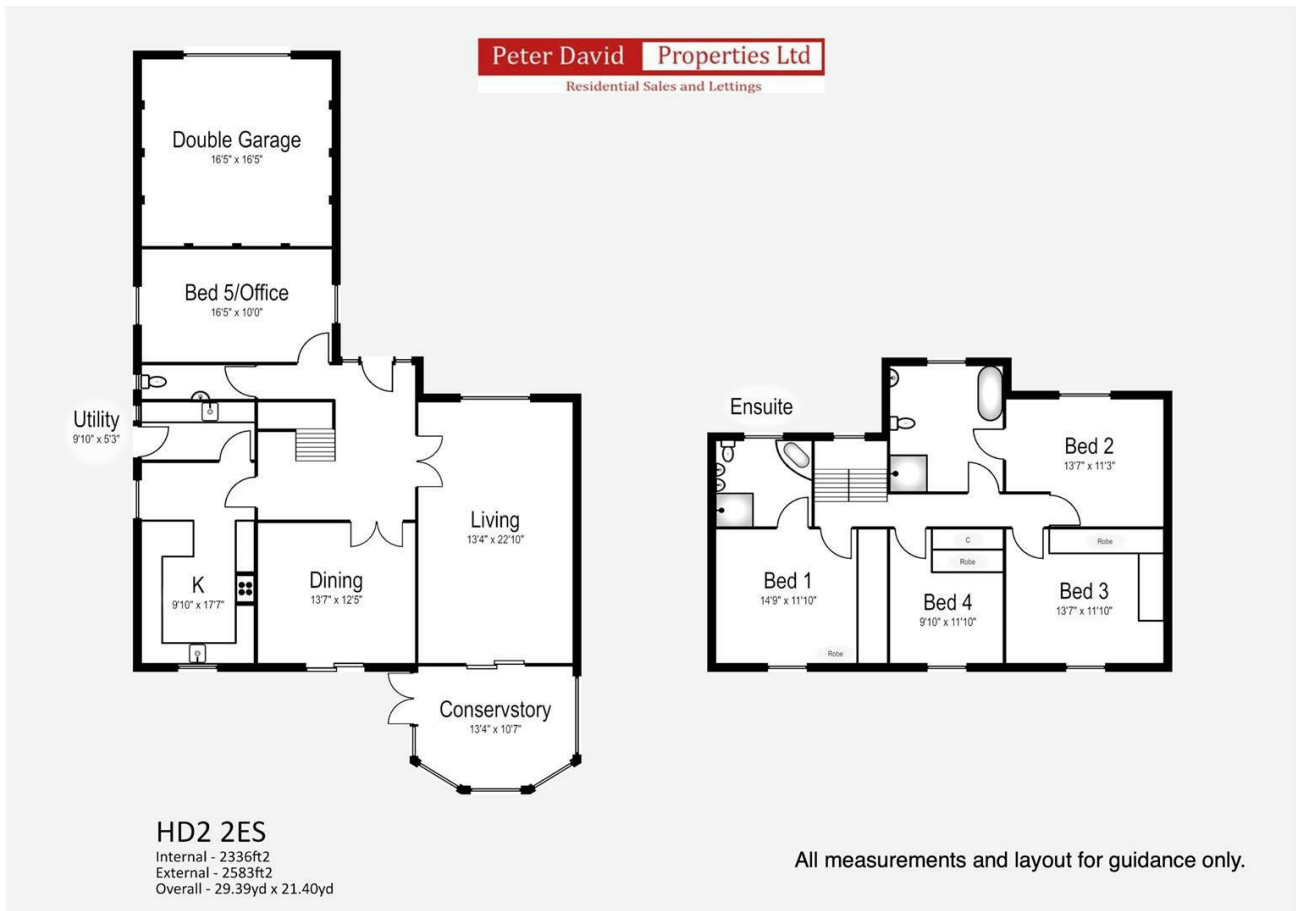 Peter David Properties Ltd
Residential Sales and Lettings
Double Garage
16'5" x 16'5"
Bed 5/Office
16'5" x 10'0"
Utility
9'10" x 5'3"
Living
13'4" x 22'10"
K
9'10" x 17'7"
Dining
13'7" x 12'5"
Conservstory
13'4" x 10'7"
Ensuite
Bed 2
13'7" x 11'3"
Bed 1
14'9" x 11'10"
Robe
C
Robe
Bed 4
9'10" x 11'10"
Robe
Bed 3
13'7" x 11'10"
HD2 2ES
Internal - 2336ft2
External - 2583ft2
Overall - 29.39yd x 21.40yd
All measurements and layout for guidance only.